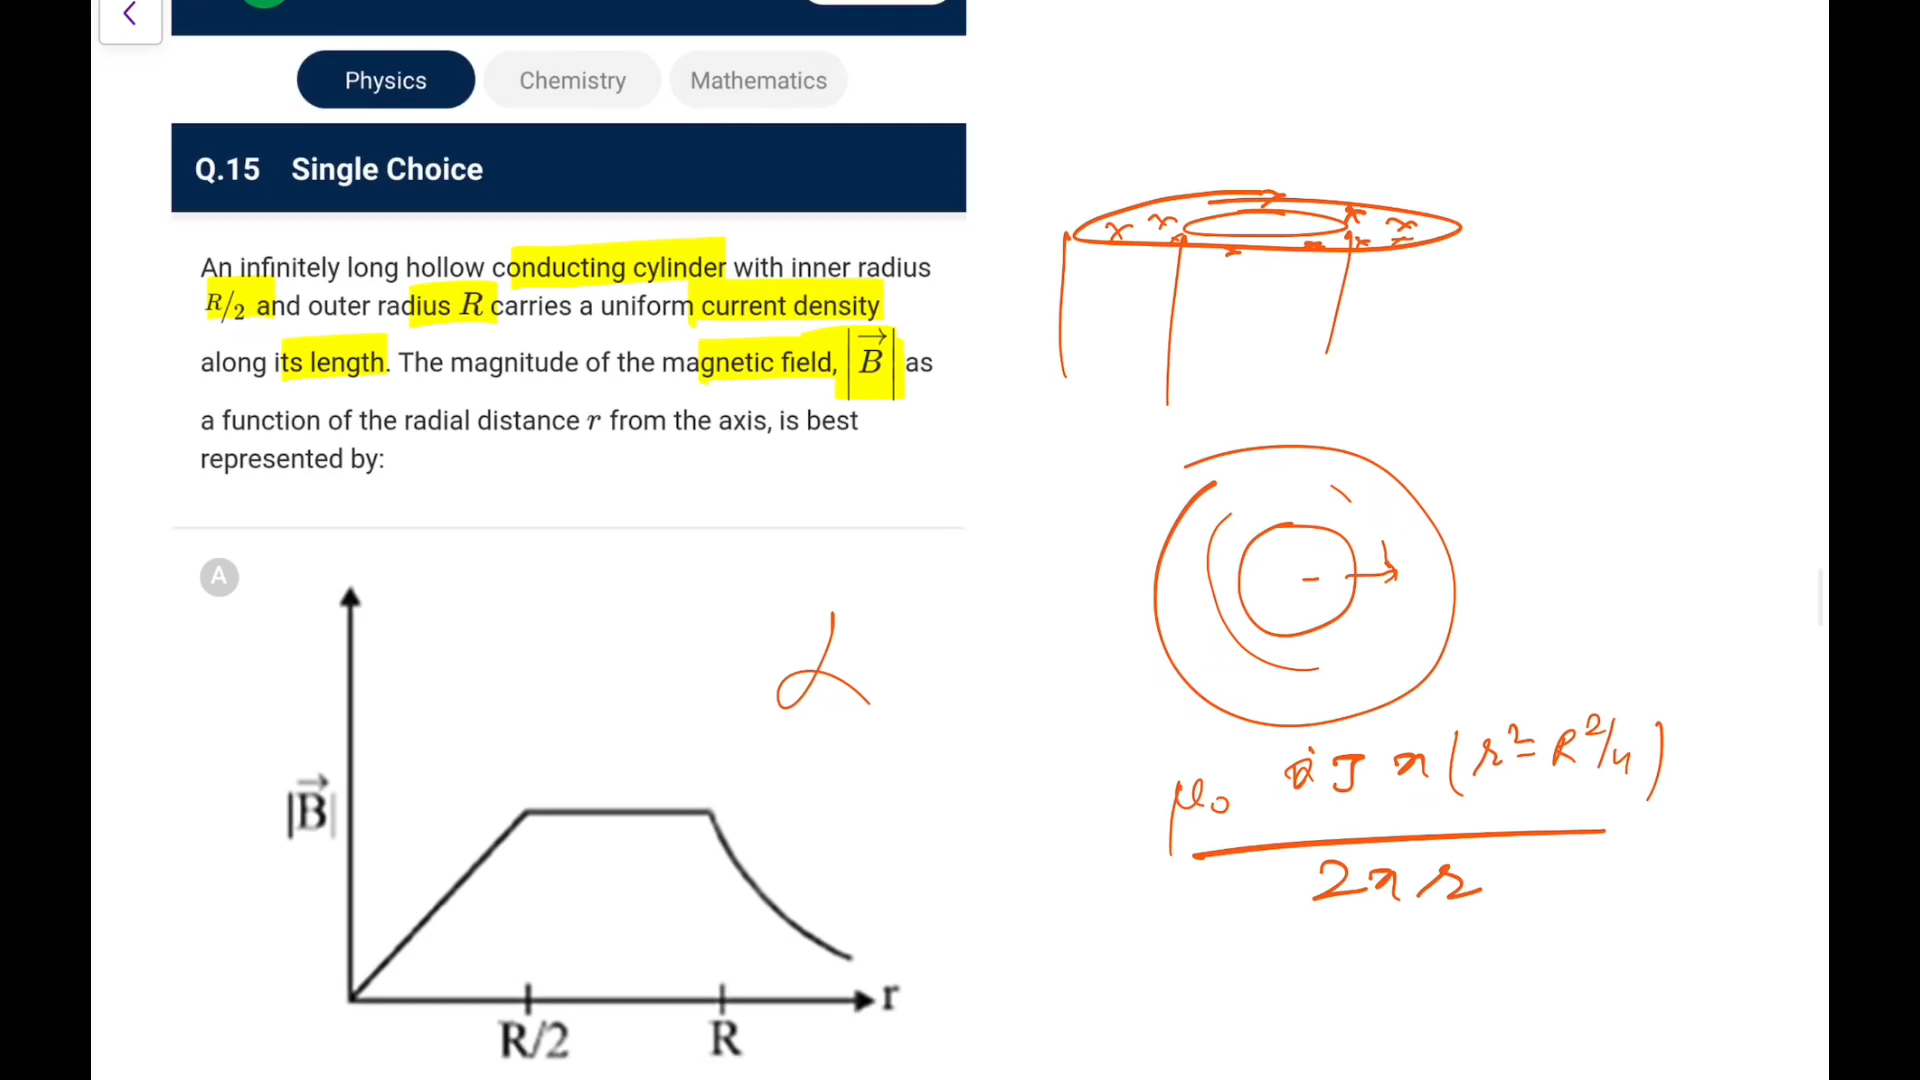 Physics Chemistry Mathematics
Q.15 Single Choice
An infinitely long hollow conducting cylinder with inner radius
R/2 and outer radius R carries a uniform current density
along its length. The magnitude of the magnetic field, |B⃗| as
a function of the radial distance r from the axis, is best
represented by:
A
|B⃗|
r
R/2 R
μ₀ J π (r² - R²/4)
2πr